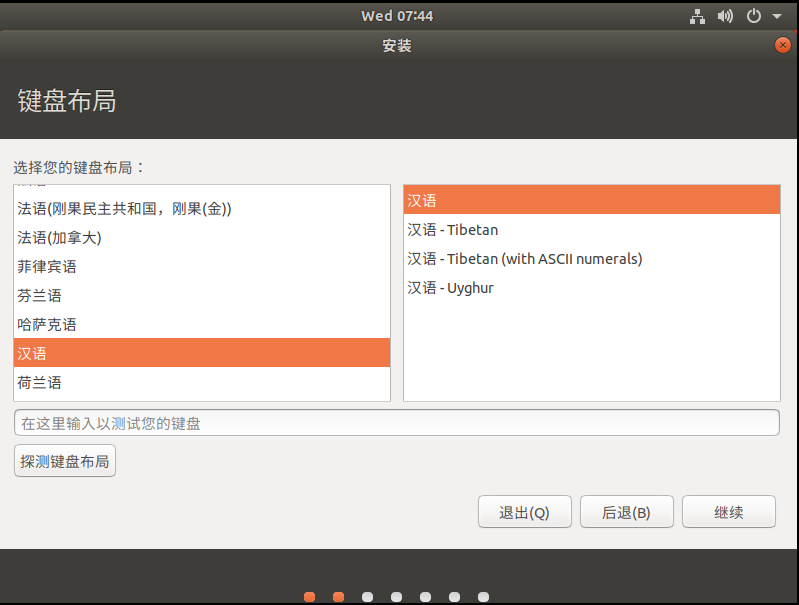 Wed 07:44
安装
键盘布局
选择您的键盘布局：
法语(刚果民主共和国，刚果(金))
法语(加拿大)
菲律宾语
芬兰语
哈萨克语
汉语
荷兰语
汉语
汉语 - Tibetan
汉语 - Tibetan (with ASCII numerals)
汉语 - Uyghur
在这里输入以测试您的键盘
探测键盘布局
退出(Q)
后退(B)
继续